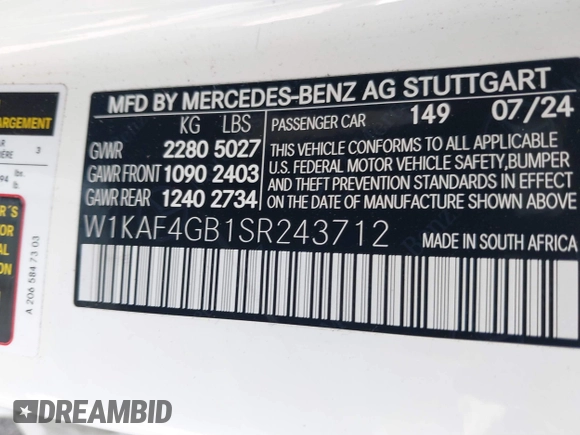 MFD BY MERCEDES-BENZ AG STUTTGART
KG LBS
PASSENGER CAR 149 07/24
GVWR 2280 5027
GAWR FRONT 1090 2403
GAWR REAR 1240 2734
THIS VEHICLE CONFORMS TO ALL APPLICABLE
U.S. FEDERAL MOTOR VEHICLE SAFETY,BUMPER
AND THEFT PREVENTION STANDARDS IN EFFECT
ON THE DATE OF MANUFACTURE SHOWN ABOVE
W1KAF4GB1SR243712
MADE IN SOUTH AFRICA
ARGEMENT
3
lbs.
A 206 584 73 03
DREAMBID